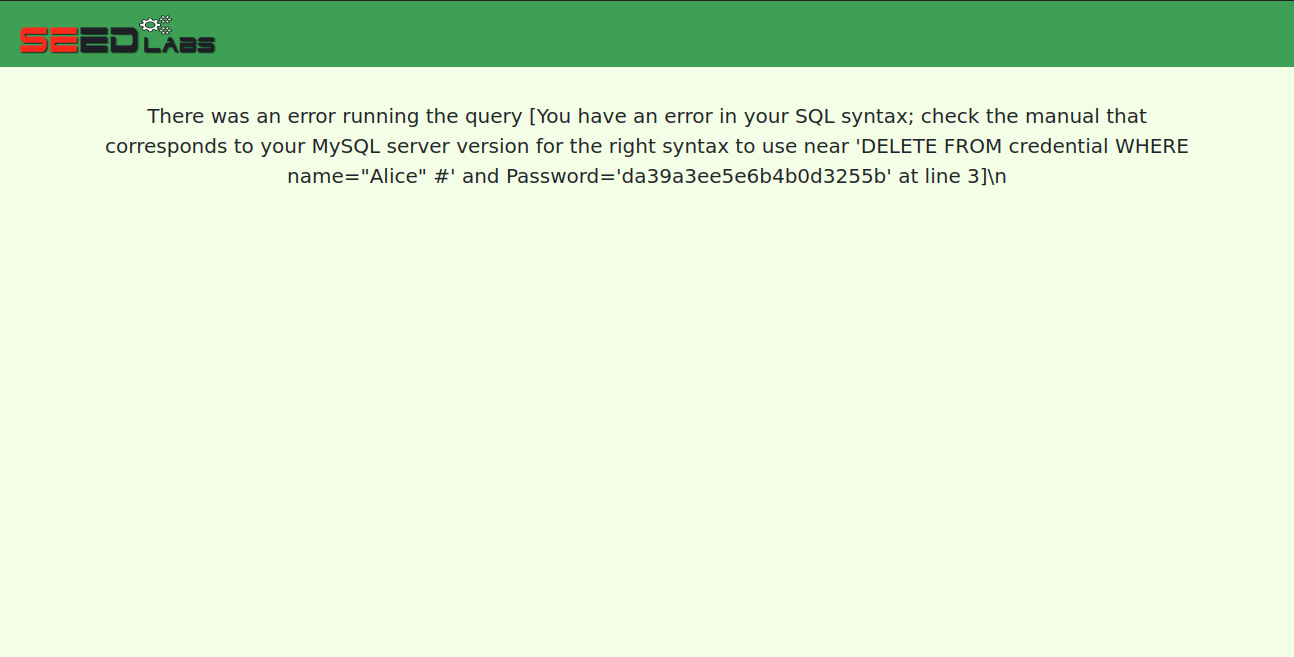 SEED LABS
There was an error running the query [You have an error in your SQL syntax; check the manual that
corresponds to your MySQL server version for the right syntax to use near 'DELETE FROM credential WHERE
name="Alice" #' and Password='da39a3ee5e6b4b0d3255b' at line 3]\n